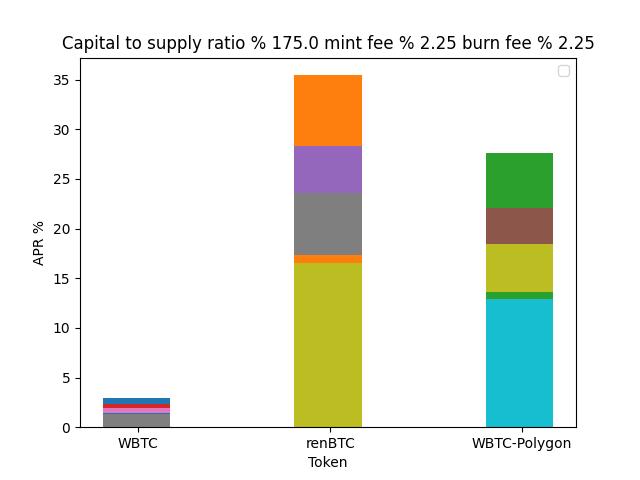 Capital to supply ratio % 175.0 mint fee % 2.25 burn fee % 2.25
35
30
25
20
15
10
5
0
APR %
WBTC
renBTC
WBTC-Polygon
Token